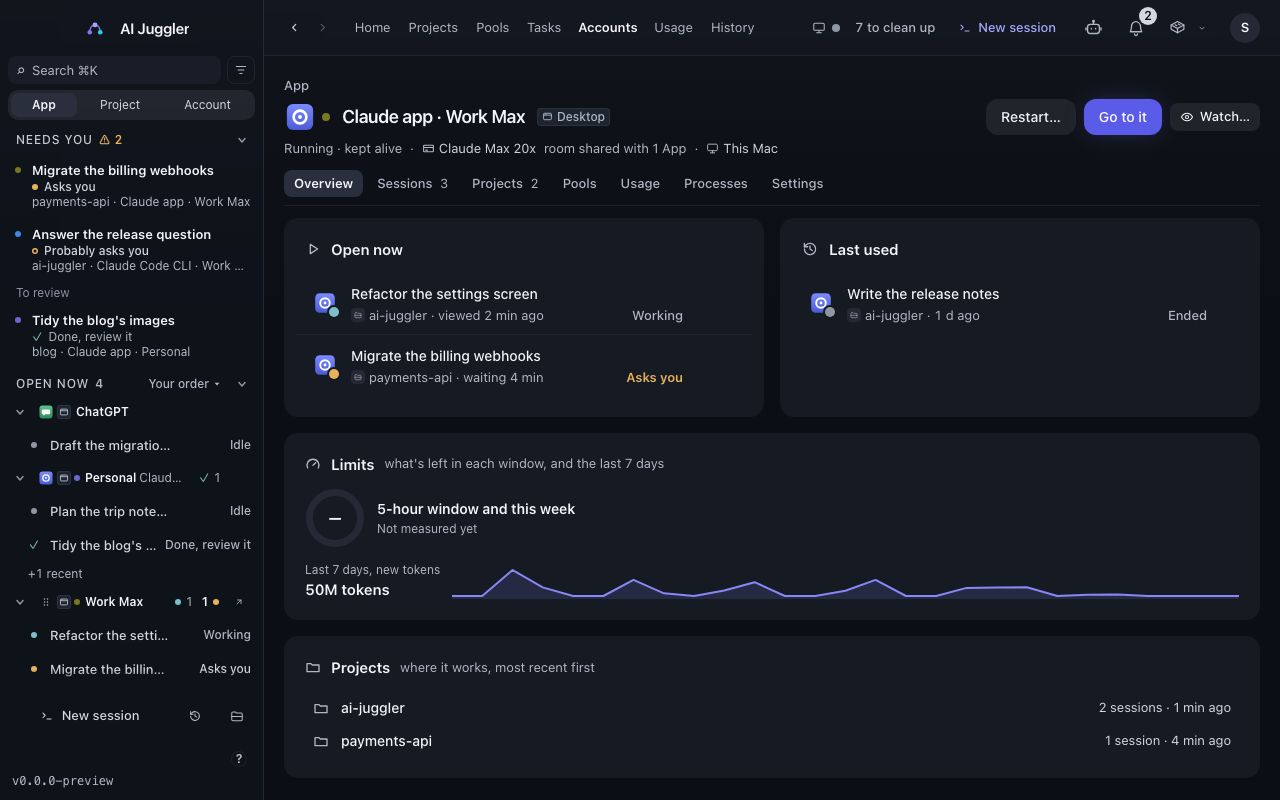 AI Juggler
Search ⌘K
App Project Account
NEEDS YOU 2
Migrate the billing webhooks
Asks you
payments-api · Claude app · Work Max
Answer the release question
Probably asks you
ai-juggler · Claude Code CLI · Work ...
To review
Tidy the blog's images
Done, review it
blog · Claude app · Personal
OPEN NOW 4 Your order
ChatGPT
Draft the migratio... Idle
Personal Claud... 1
Plan the trip note... Idle
Tidy the blog's ... Done, review it
+1 recent
Work Max 1 1
Refactor the setti... Working
Migrate the billin... Asks you
New session
?
v0.0.0-preview
Home Projects Pools Tasks Accounts Usage History
7 to clean up New session 2 S
App
Claude app · Work Max Desktop
Restart... Go to it Watch...
Running · kept alive · Claude Max 20x room shared with 1 App · This Mac
Overview Sessions 3 Projects 2 Pools Usage Processes Settings
Open now
Refactor the settings screen
ai-juggler · viewed 2 min ago Working
Migrate the billing webhooks
payments-api · waiting 4 min Asks you
Last used
Write the release notes
ai-juggler · 1 d ago Ended
Limits what's left in each window, and the last 7 days
–
5-hour window and this week
Not measured yet
Last 7 days, new tokens
50M tokens
Projects where it works, most recent first
ai-juggler 2 sessions · 1 min ago
payments-api 1 session · 4 min ago